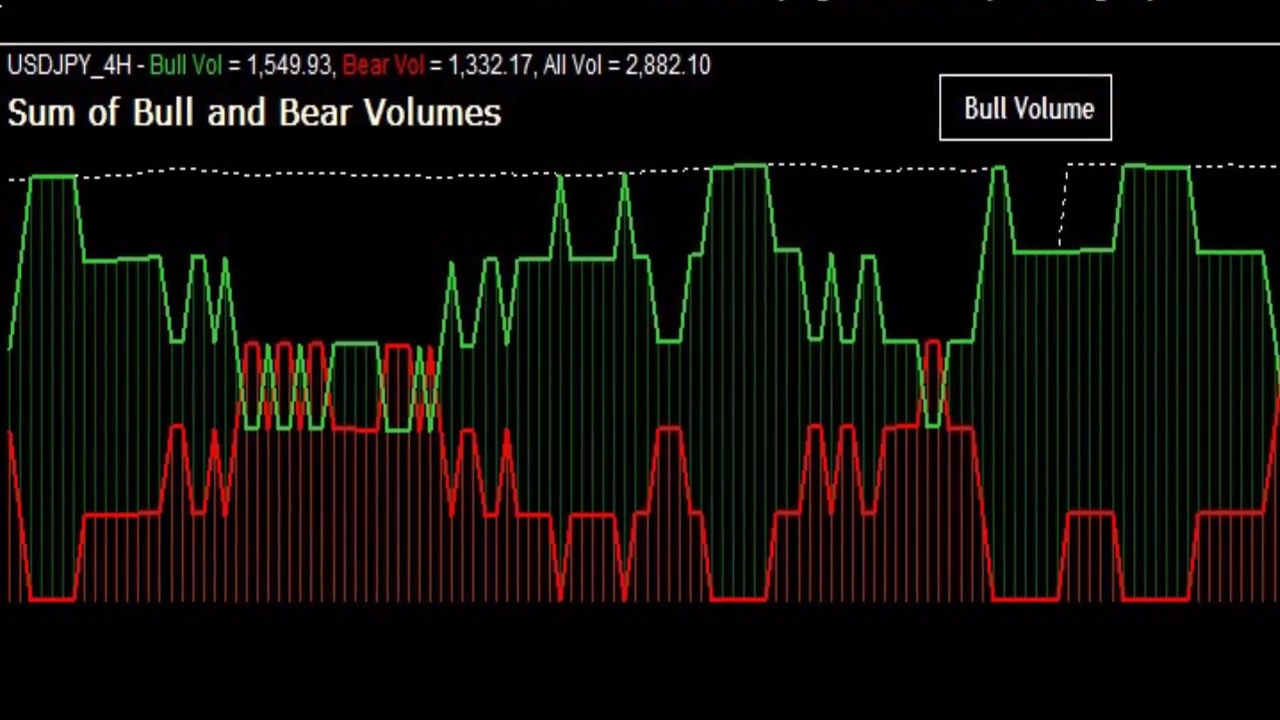 USDJPY_4H - Bull Vol = 1,549.93, Bear Vol = 1,332.17, All Vol = 2,882.10
Sum of Bull and Bear Volumes
Bull Volume